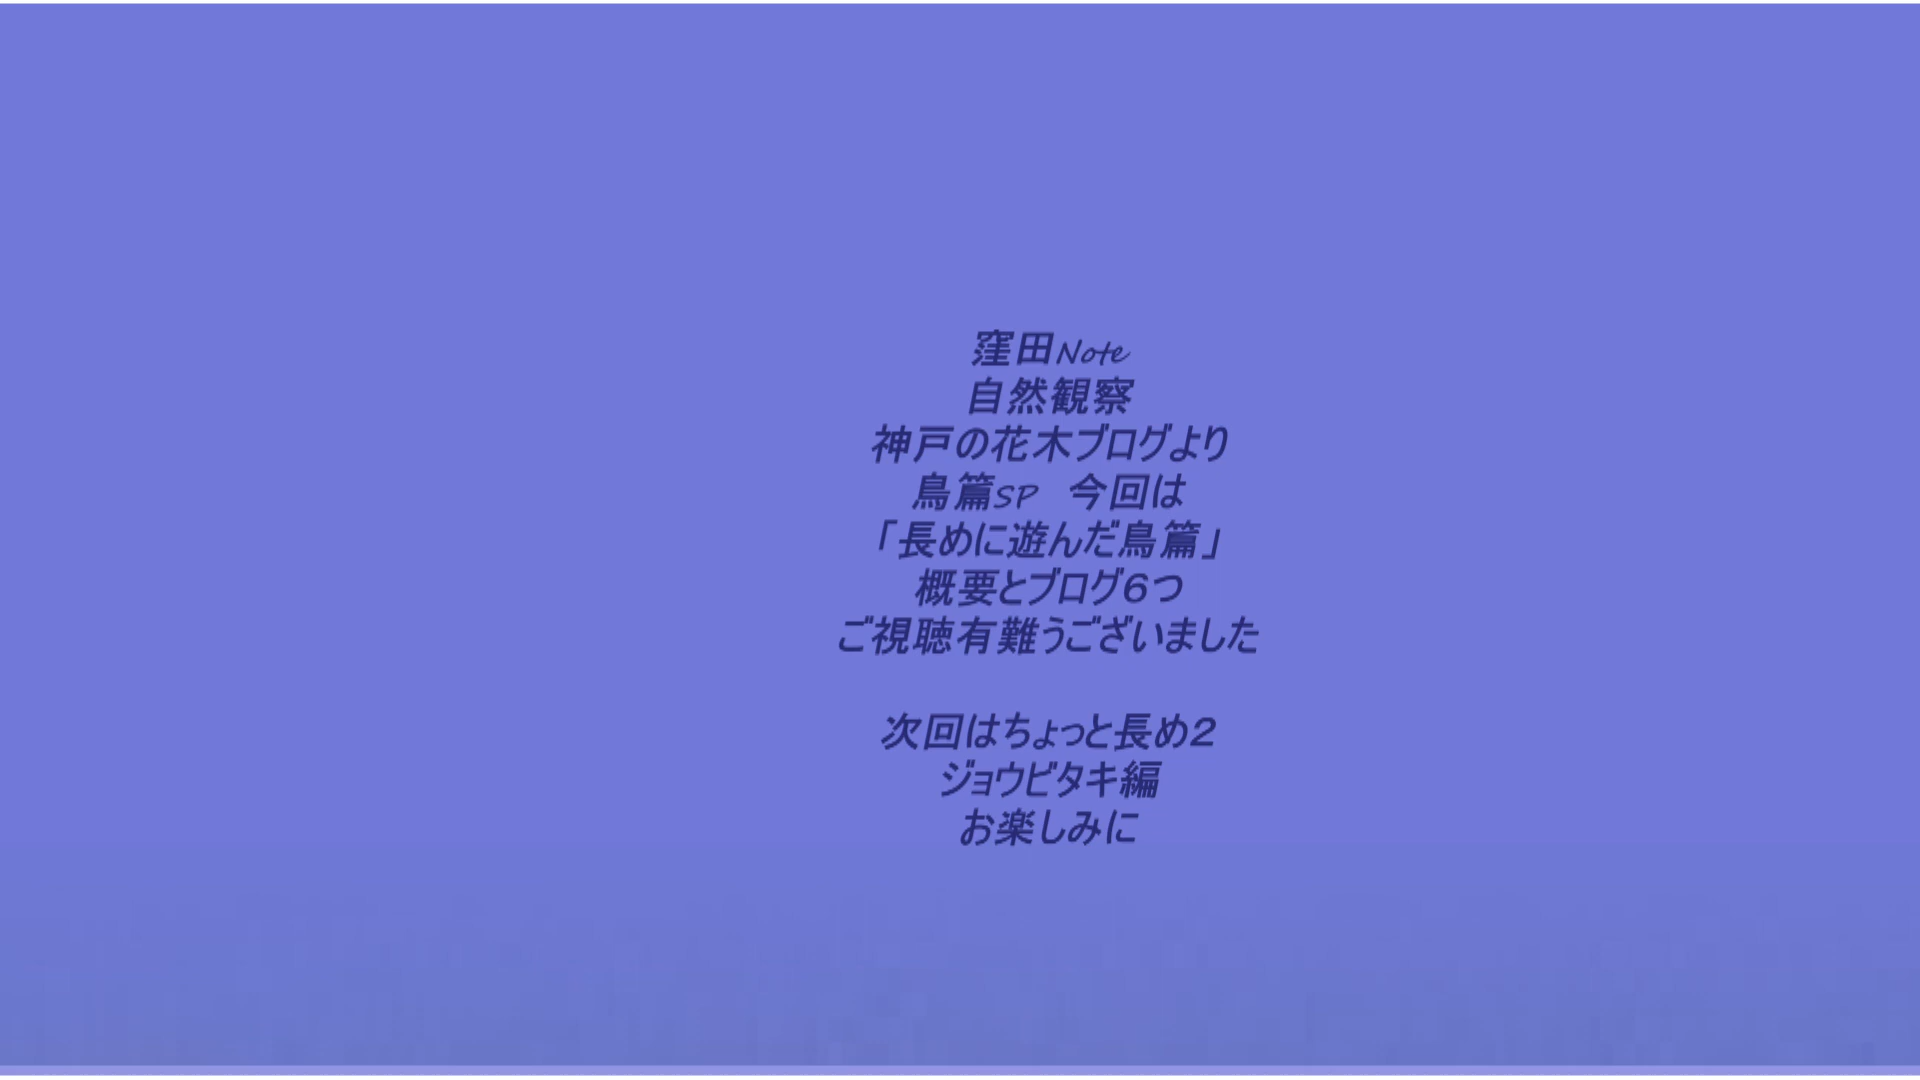 窪田Note
自然観察
神戸の花木ブログより
鳥篇SP　今回は
「長めに遊んだ鳥篇」
概要とブログ６つ
ご視聴有難うございました
次回はちょっと長め２
ジョウビタキ編
お楽しみに